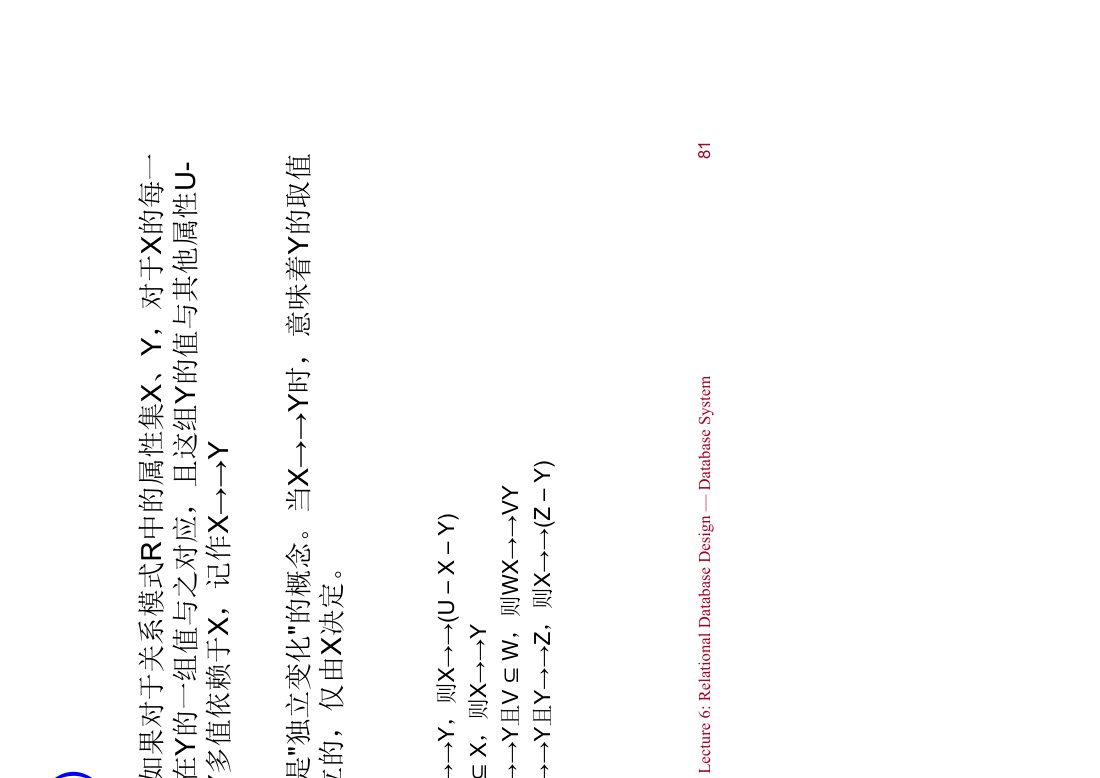 如果对于关系模式R中的属性集X、Y，对于X的每一
在Y的一组值与之对应，且这组Y的值与其他属性U-
多值依赖于X，记作X→→Y
是"独立变化"的概念。当X→→Y时，意味着Y的取值
立的，仅由X决定。
→→Y，则X→→(U – X – Y)
⊆ X，则X→→Y
→→Y且V ⊆ W，则WX→→VY
→→Y且Y→→Z，则X→→(Z – Y)
Lecture 6: Relational Database Design — Database System
81